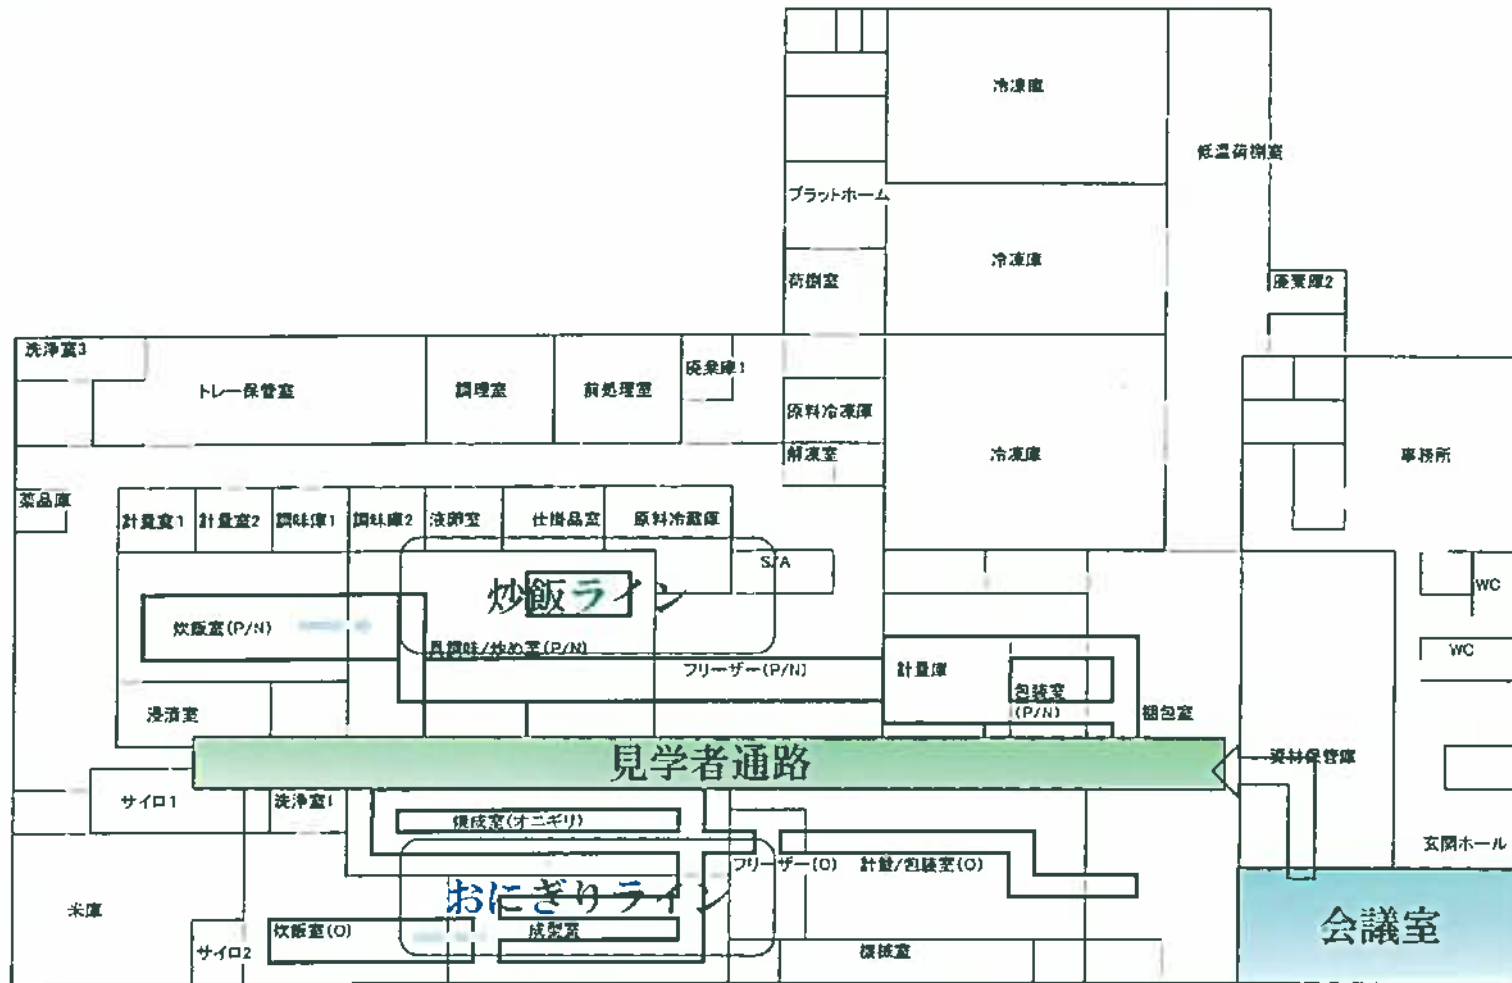 冷凍庫
低温荷捌室
プラットホーム
冷凍庫
荷捌室
廃棄庫2
洗浄室3
トレー保管室
調理室
前処理室
廃棄庫1
原料冷凍庫
解凍室
冷凍庫
事務所
薬品庫
計量室1
計量室2
調味庫1
調味庫2
液卵室
仕掛品室
原料冷蔵庫
S/A
炒飯ライン
WC
炊飯室(P/N)
具調味/炒め室(P/N)
フリーザー(P/N)
計量庫
包装室
(P/N)
梱包室
WC
浸漬室
見学者通路
資材保管庫
サイロ1
洗浄室1
焼成室(オニギリ)
フリーザー(O)
計量/包装室(O)
玄関ホール
おにぎりライン
米庫
サイロ2
炊飯室(O)
成型室
機械室
会議室